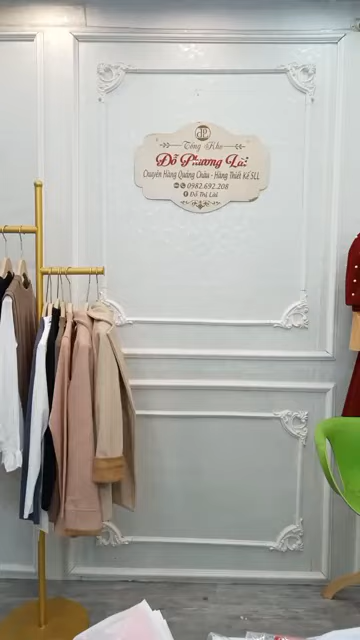 Tổng Kho
Đỗ Phương Lài
Chuyên Hàng Quảng Châu - Hàng Thiết Kế SLL
0982.692.208
Đỗ Thị Lài